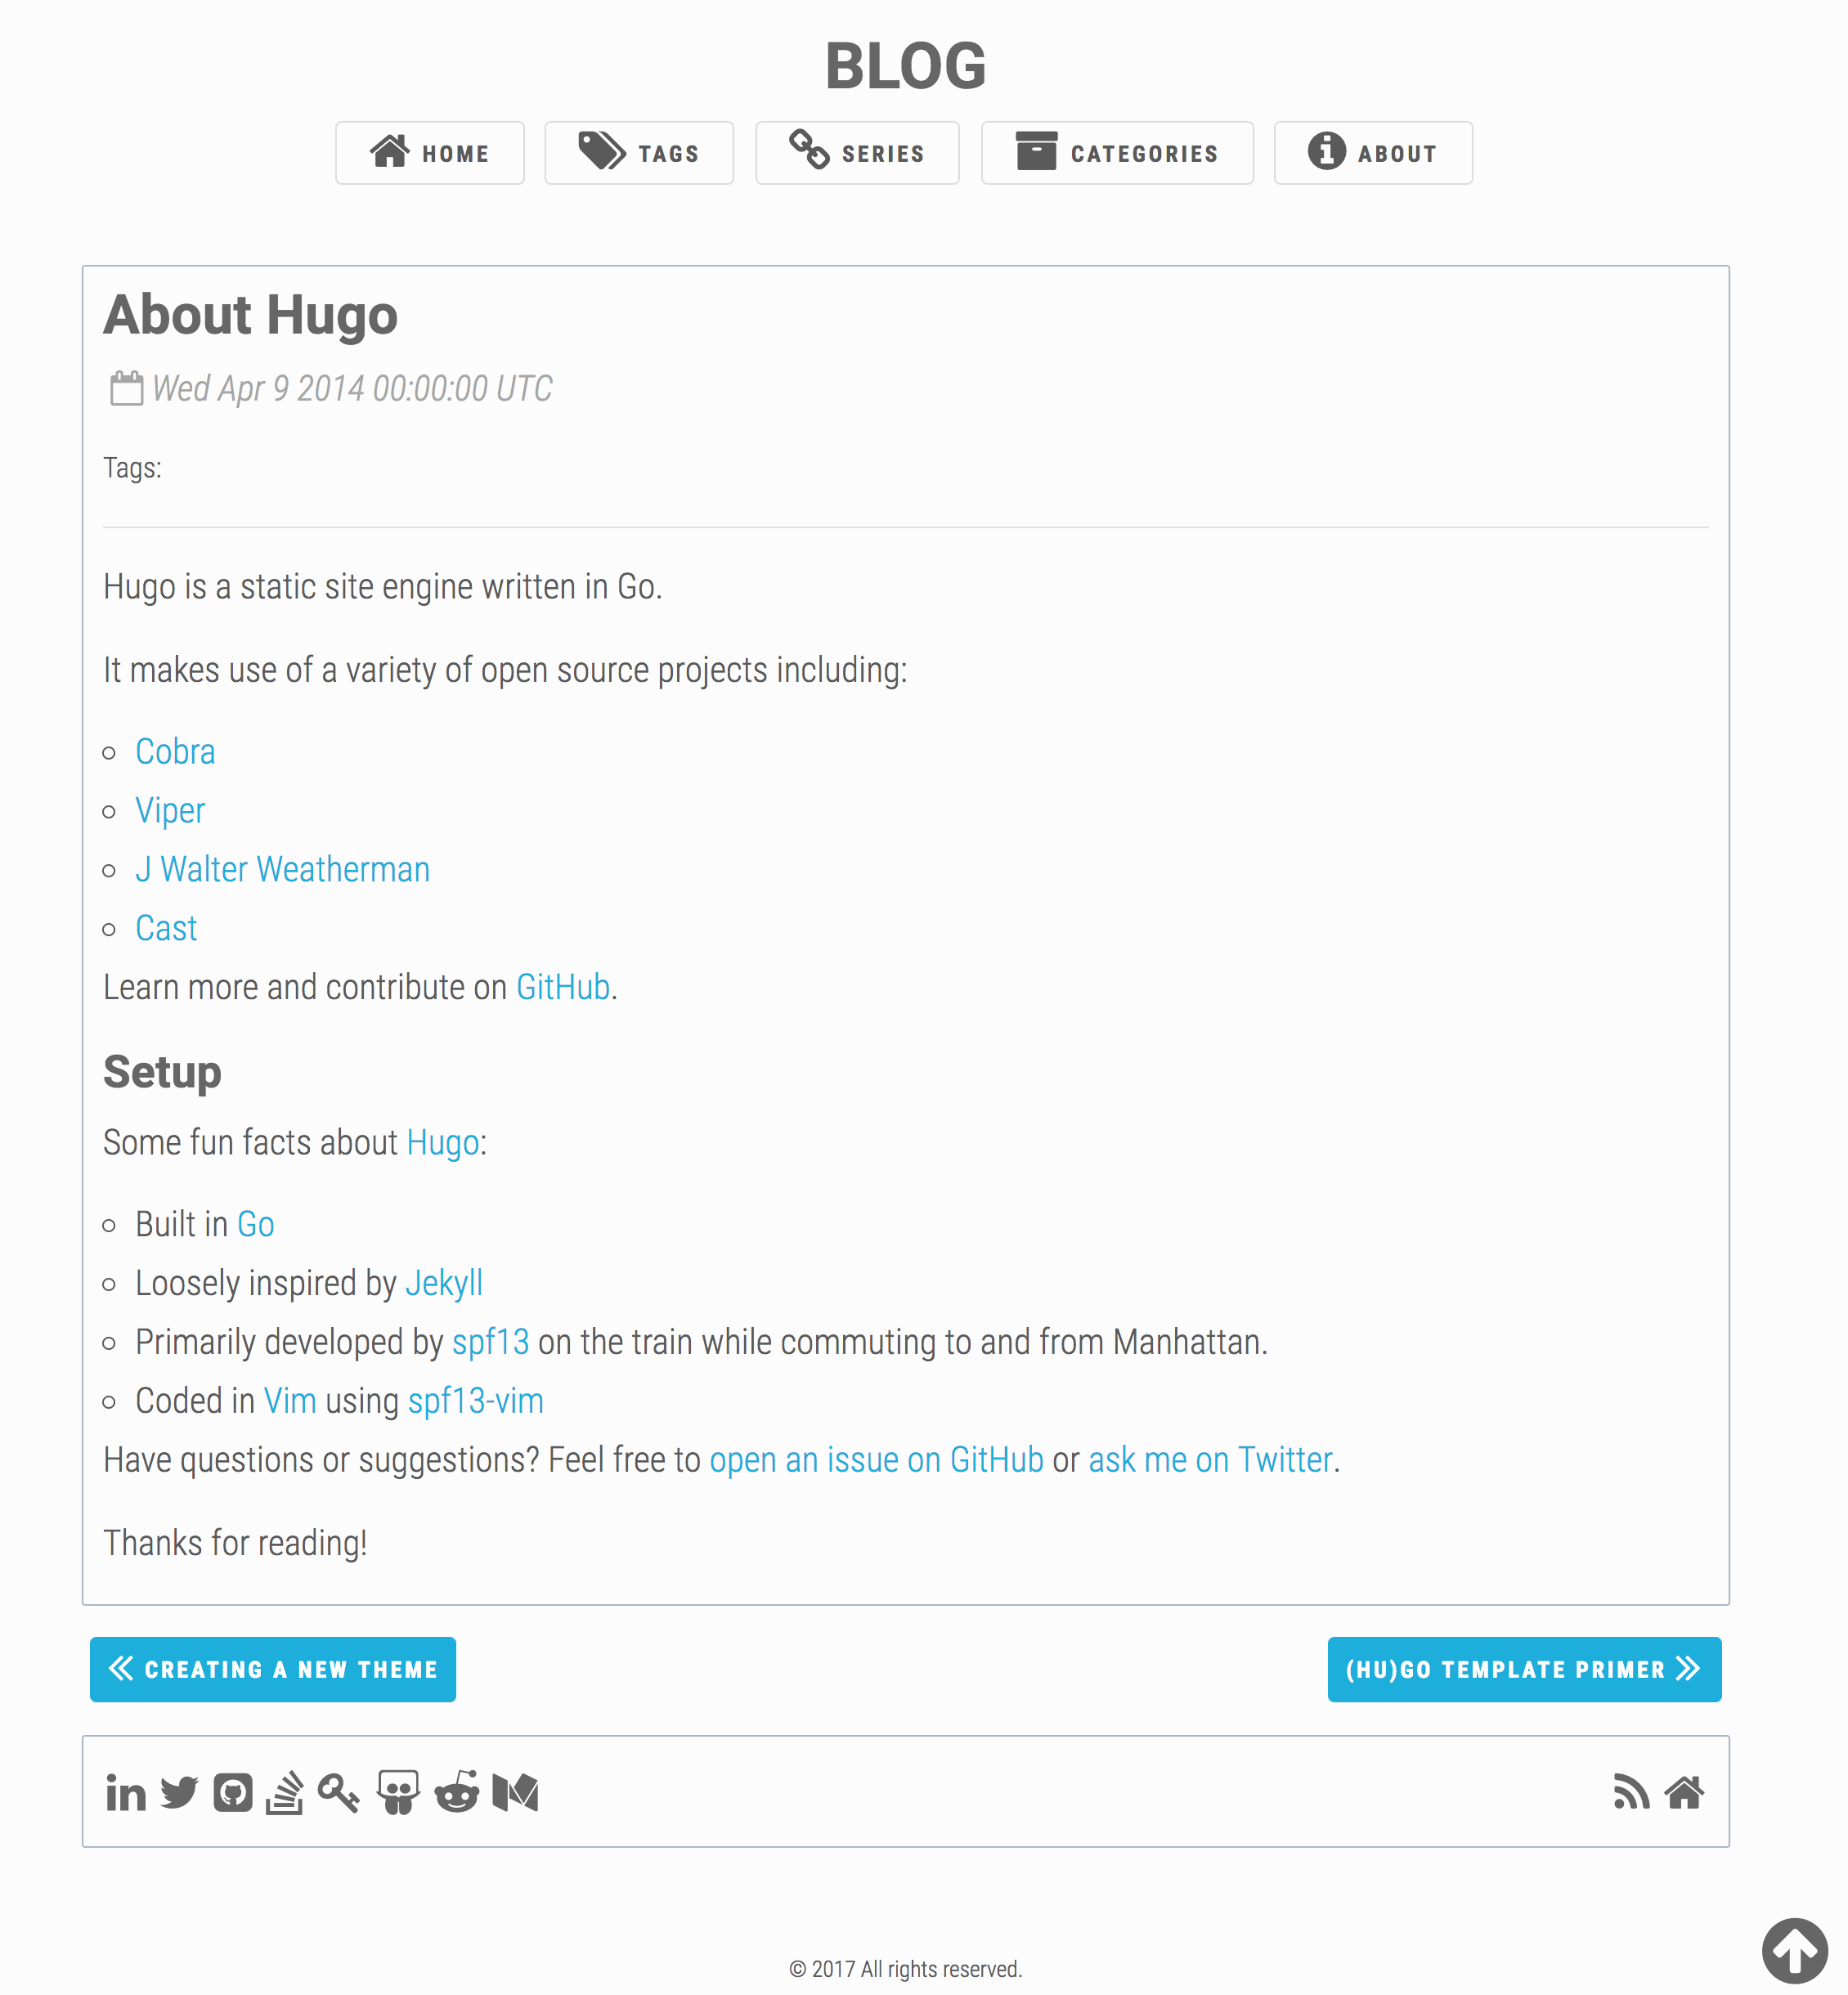 BLOG
HOME TAGS SERIES CATEGORIES ABOUT
About Hugo
Wed Apr 9 2014 00:00:00 UTC
Tags:
Hugo is a static site engine written in Go.
It makes use of a variety of open source projects including:
Cobra
Viper
J Walter Weatherman
Cast
Learn more and contribute on GitHub.
Setup
Some fun facts about Hugo:
Built in Go
Loosely inspired by Jekyll
Primarily developed by spf13 on the train while commuting to and from Manhattan.
Coded in Vim using spf13-vim
Have questions or suggestions? Feel free to open an issue on GitHub or ask me on Twitter.
Thanks for reading!
CREATING A NEW THEME
(HU)GO TEMPLATE PRIMER
© 2017 All rights reserved.